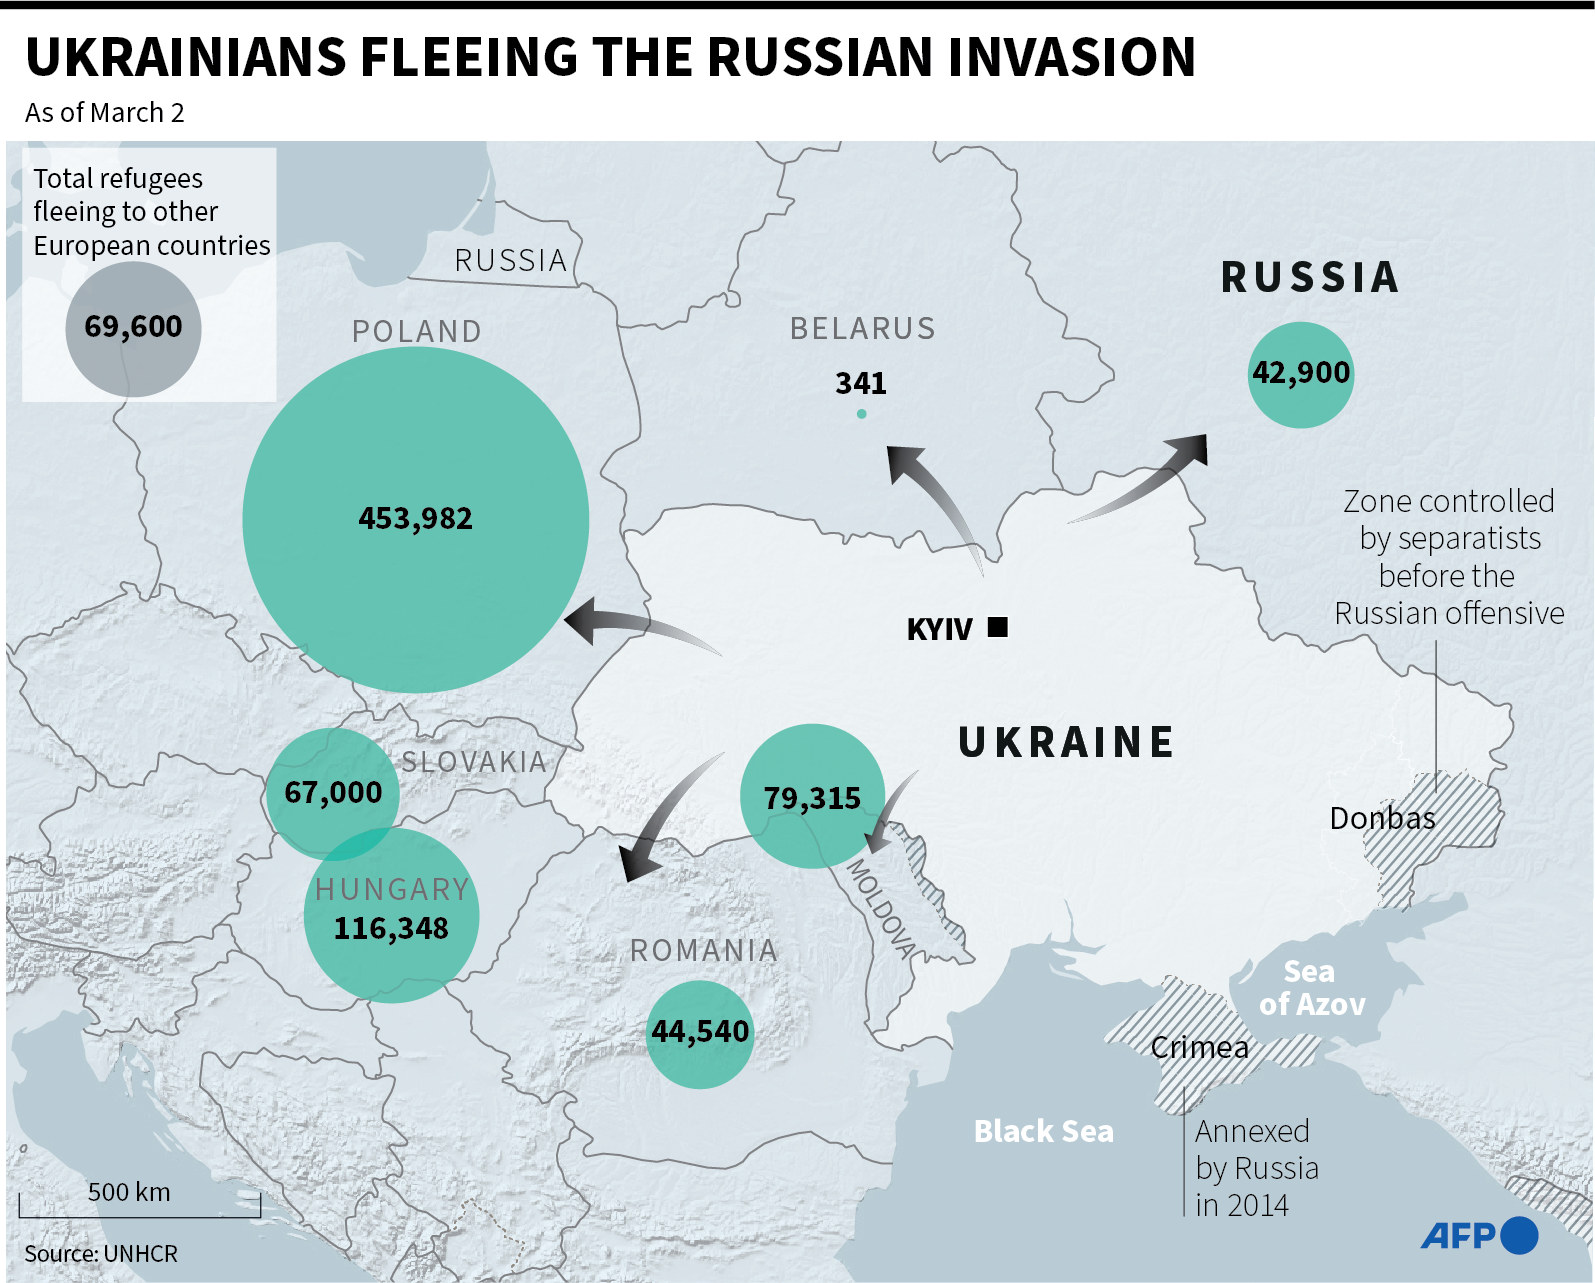 UKRAINIANS FLEEING THE RUSSIAN INVASION
As of March 2
Total refugees
fleeing to other
European countries
69,600
RUSSIA
POLAND
453,982
BELARUS
341
RUSSIA
42,900
Zone controlled
by separatists
before the
Russian offensive
KYIV
UKRAINE
SLOVAKIA
67,000
79,315
Donbas
HUNGARY
116,348
MOLDOVA
ROMANIA
44,540
Sea
of Azov
Crimea
Black Sea
Annexed
by Russia
in 2014
500 km
Source: UNHCR
AFP